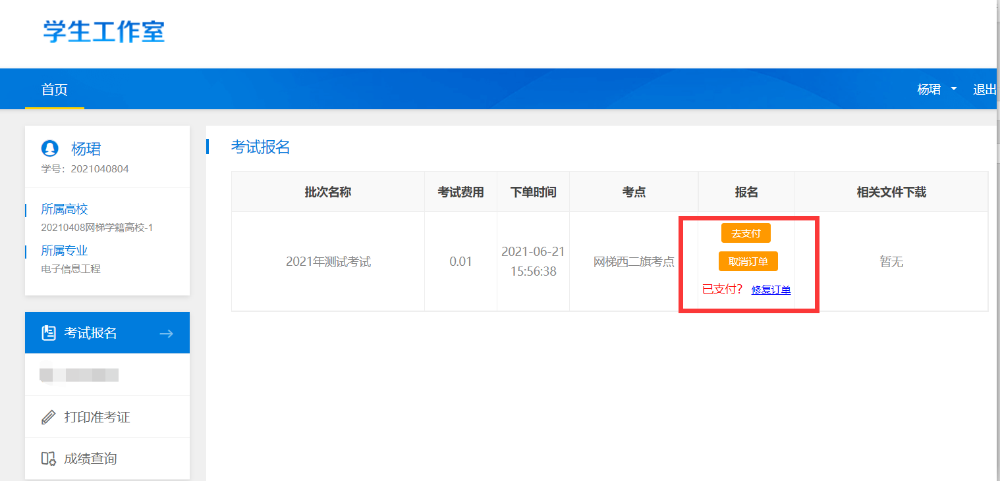 学生工作室
首页
杨珺
退出
杨珺
学号：2021040804
所属高校
20210408网梯学籍高校-1
所属专业
电子信息工程
考试报名
打印准考证
成绩查询
考试报名
批次名称 考试费用 下单时间 考点 报名 相关文件下载
2021年测试考试 0.01 2021-06-21 15:56:38 网梯西二旗考点
去支付
取消订单
已支付？ 修复订单
暂无